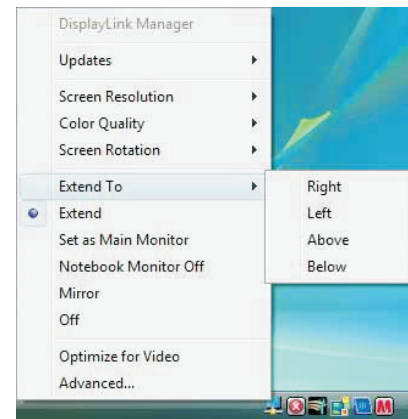 DisplayLink Manager
Updates
Screen Resolution
Color Quality
Screen Rotation
Extend To
Extend
Set as Main Monitor
Notebook Monitor Off
Mirror
Off
Optimize for Video
Advanced...
Right
Left
Above
Below